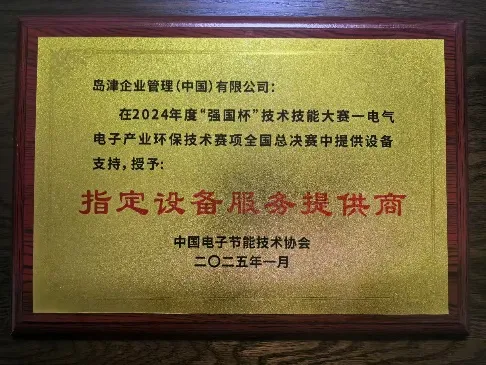 岛津企业管理(中国)有限公司:
在2024年度“强国杯”技术技能大赛一电气
电子产业环保技术赛项全国总决赛中提供设备
支持,授予:
指定设备服务提供商
中国电子节能技术协会
二〇二五年一月